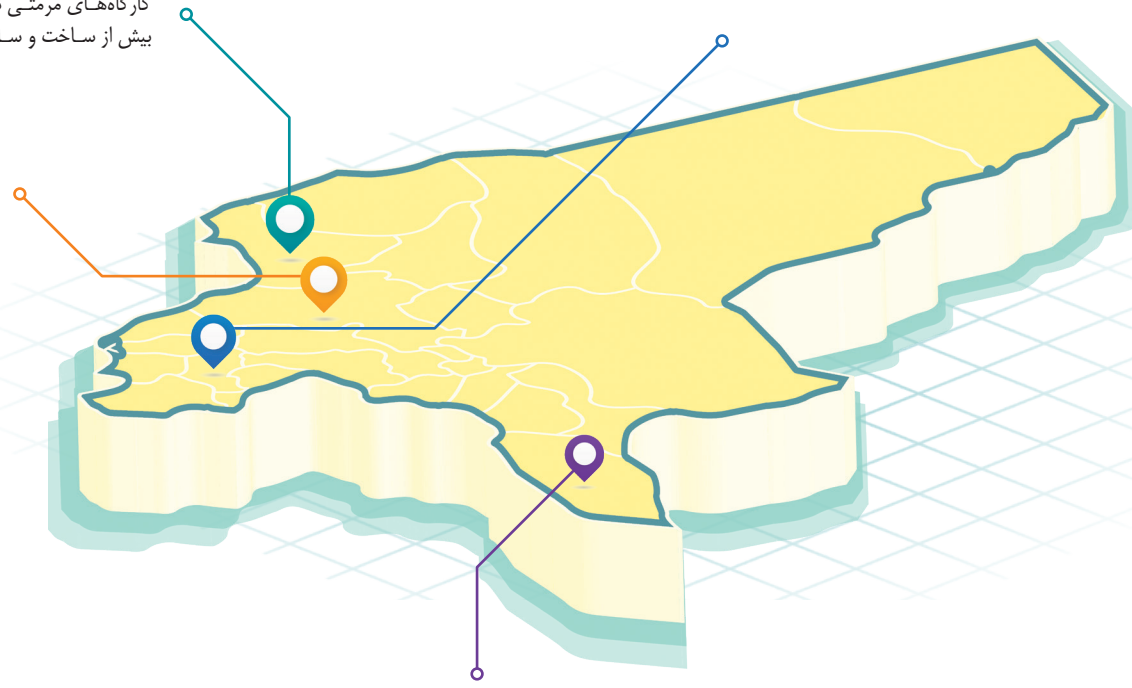 کارگاه‌های مرمتی
بیش از ساخت و